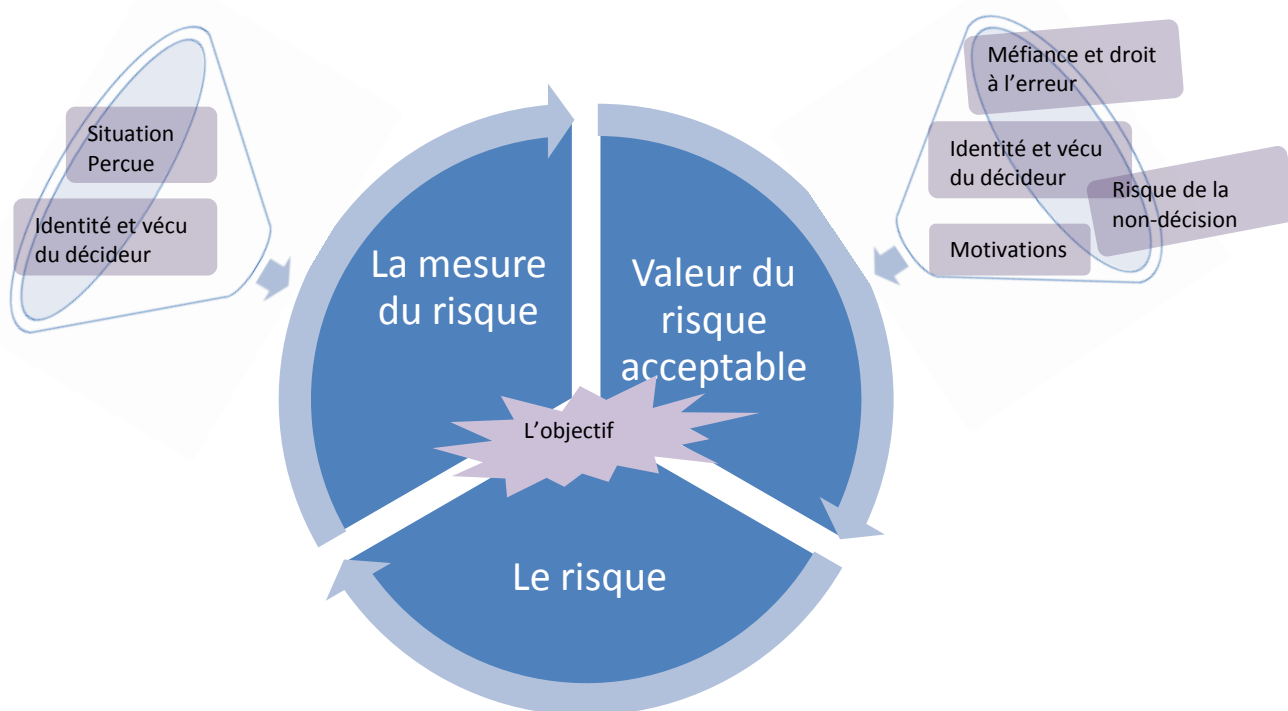 Situation
Percue
Identité et vécu
du décideur
Méfiance et droit
à l’erreur
Identité et vécu
du décideur
Risque de la
non-décision
Motivations
La mesure
du risque
Valeur du
risque
acceptable
L’objectif
Le risque